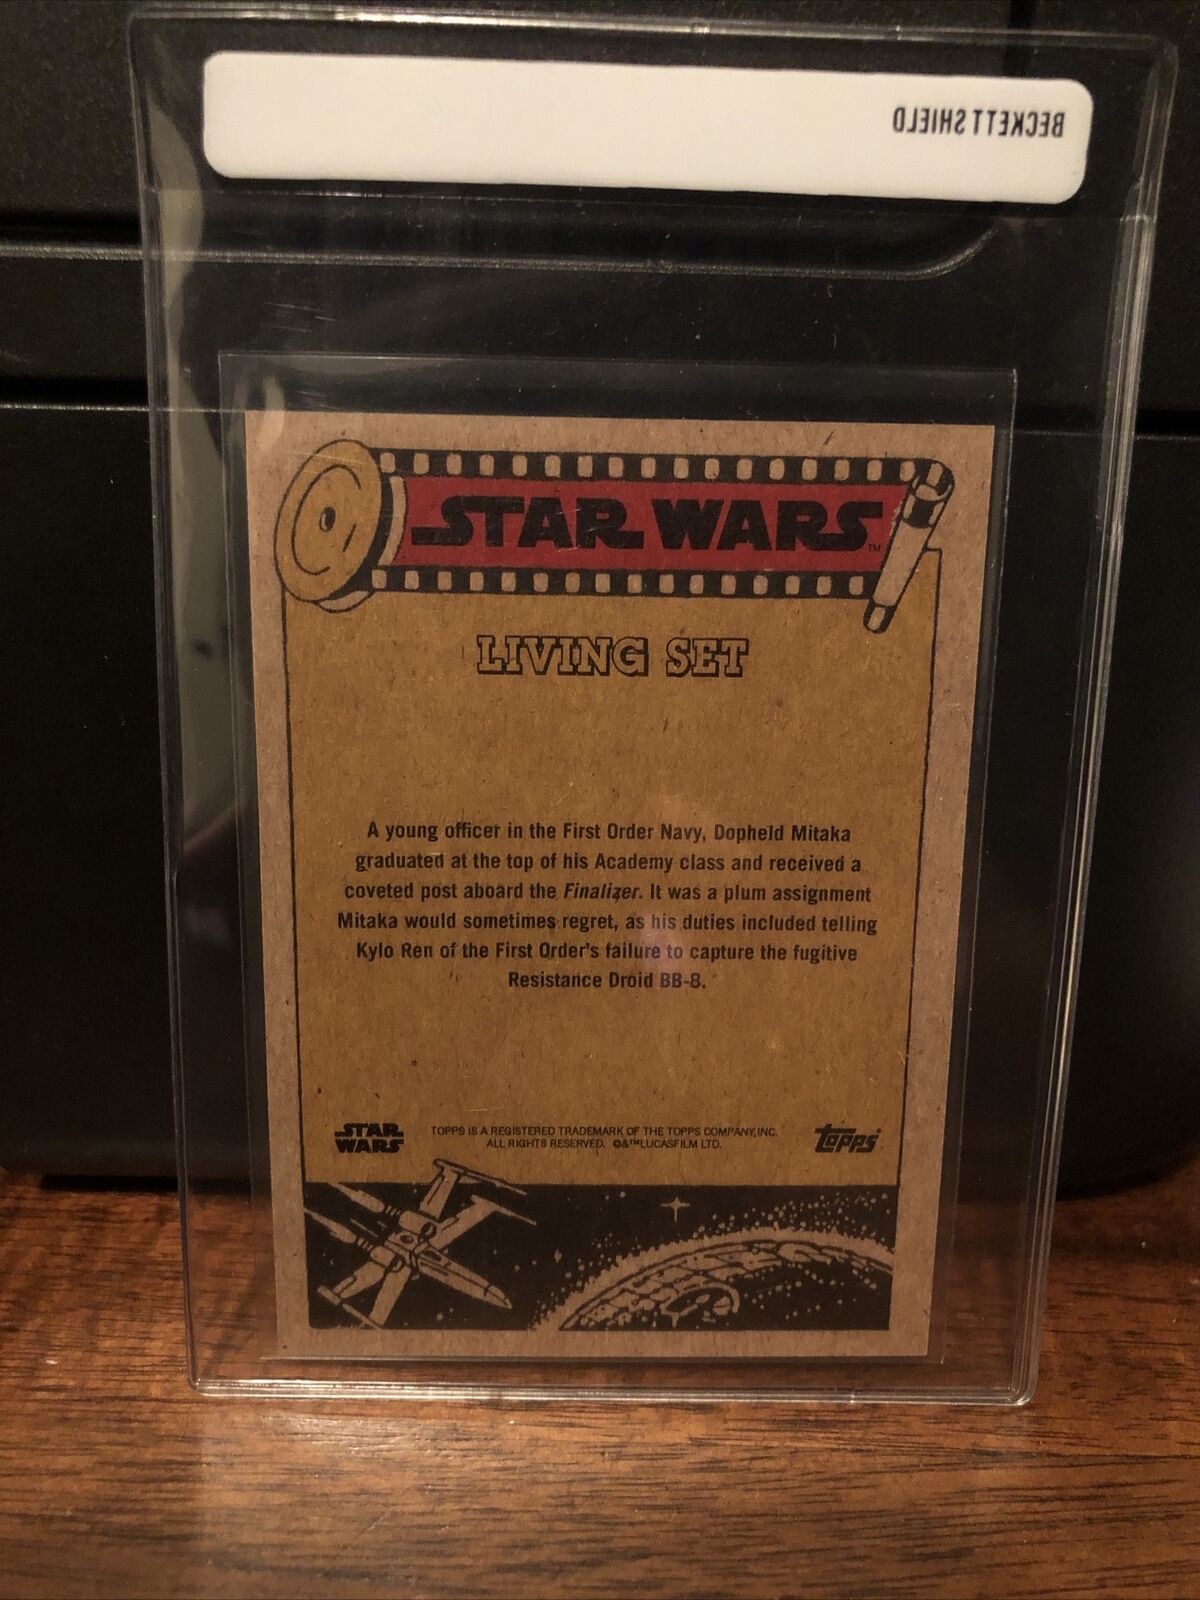 BECKETT SHIELD
STAR WARS™
LIVING SET
A young officer in the First Order Navy, Dopheld Mitaka
graduated at the top of his Academy class and received a
coveted post aboard the Finalizer. It was a plum assignment
Mitaka would sometimes regret, as his duties included telling
Kylo Ren of the First Order's failure to capture the fugitive
Resistance Droid BB-8.
STAR
WARS
TOPPS IS A REGISTERED TRADEMARK OF THE TOPPS COMPANY, INC.
ALL RIGHTS RESERVED. ©&™LUCASFILM LTD.
topps